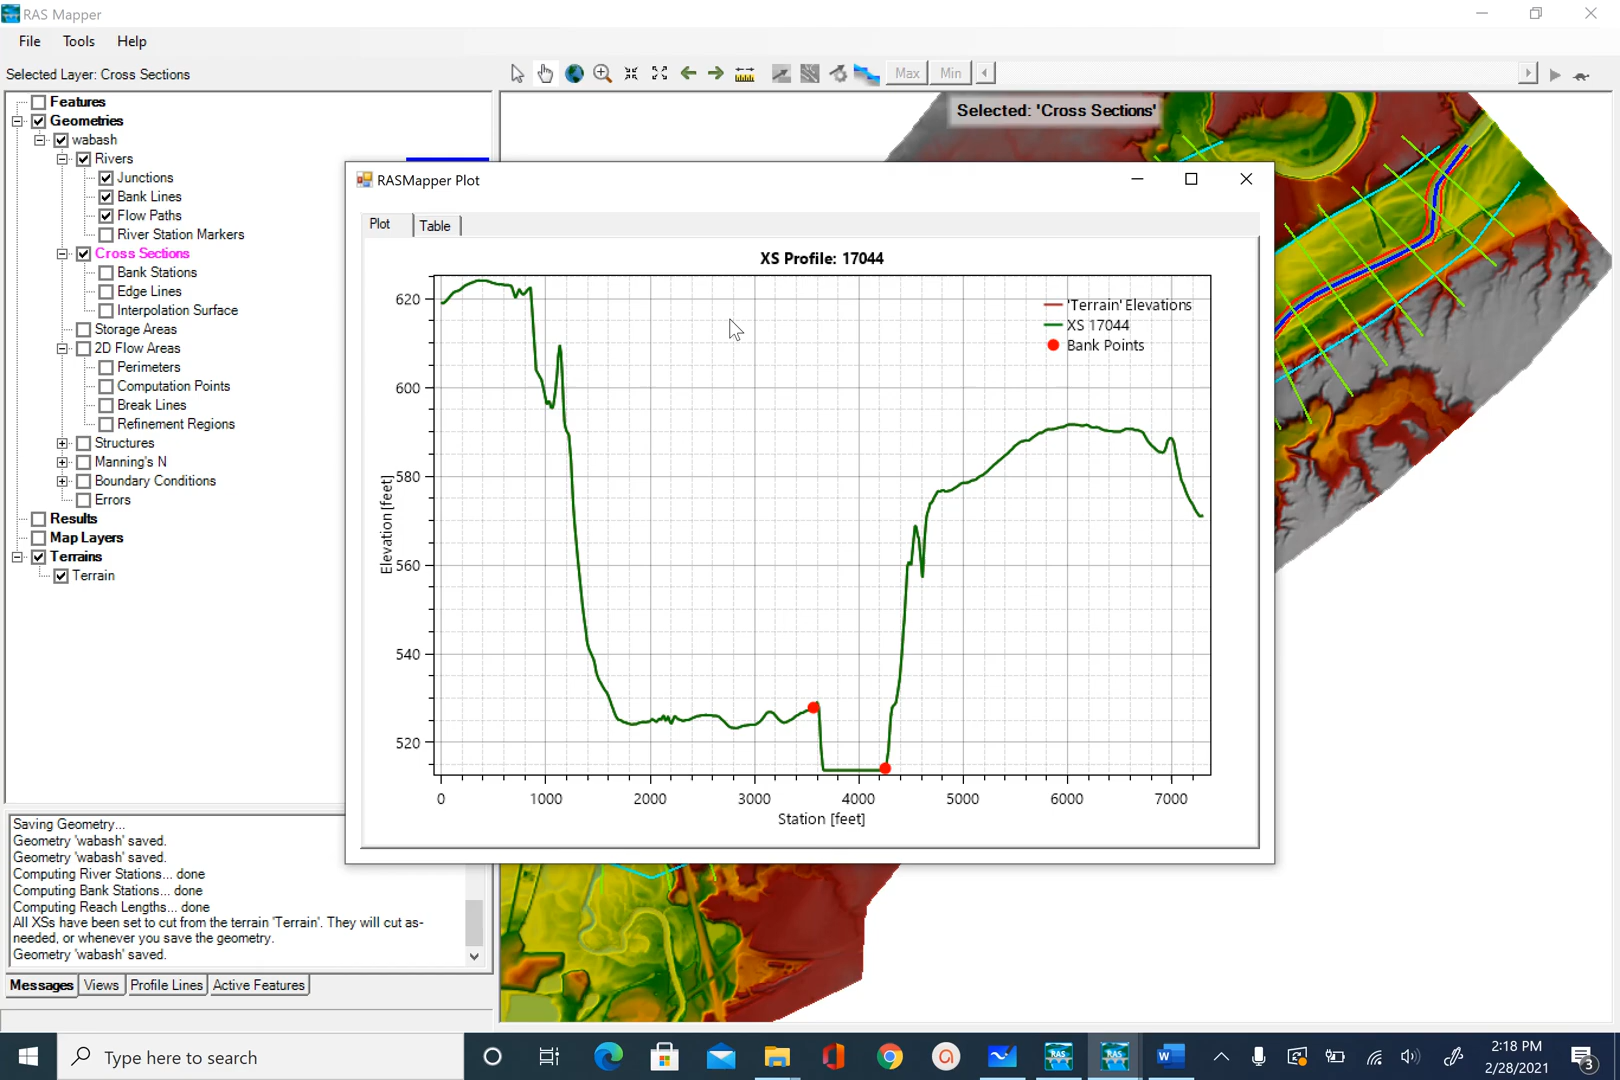 RAS Mapper
File Tools Help
Selected Layer: Cross Sections
Max Min
Features
Geometries
wabash
Rivers
Junctions
Bank Lines
Flow Paths
River Station Markers
Cross Sections
Bank Stations
Edge Lines
Interpolation Surface
Storage Areas
2D Flow Areas
Perimeters
Computation Points
Break Lines
Refinement Regions
Structures
Manning's N
Boundary Conditions
Errors
Results
Map Layers
Terrains
Terrain
Selected: 'Cross Sections'
RASMapper Plot
Plot Table
XS Profile: 17044
'Terrain' Elevations
XS 17044
Bank Points
Elevation [feet]
620
600
580
560
540
520
0 1000 2000 3000 4000 5000 6000 7000
Station [feet]
Saving Geometry...
Geometry 'wabash' saved.
Geometry 'wabash' saved.
Computing River Stations... done
Computing Bank Stations... done
Computing Reach Lengths... done
All XSs have been set to cut from the terrain 'Terrain'. They will cut as-
needed, or whenever you save the geometry.
Geometry 'wabash' saved.
Messages Views Profile Lines Active Features
Type here to search
RAS
RAS
W
2:18 PM
2/28/2021
3